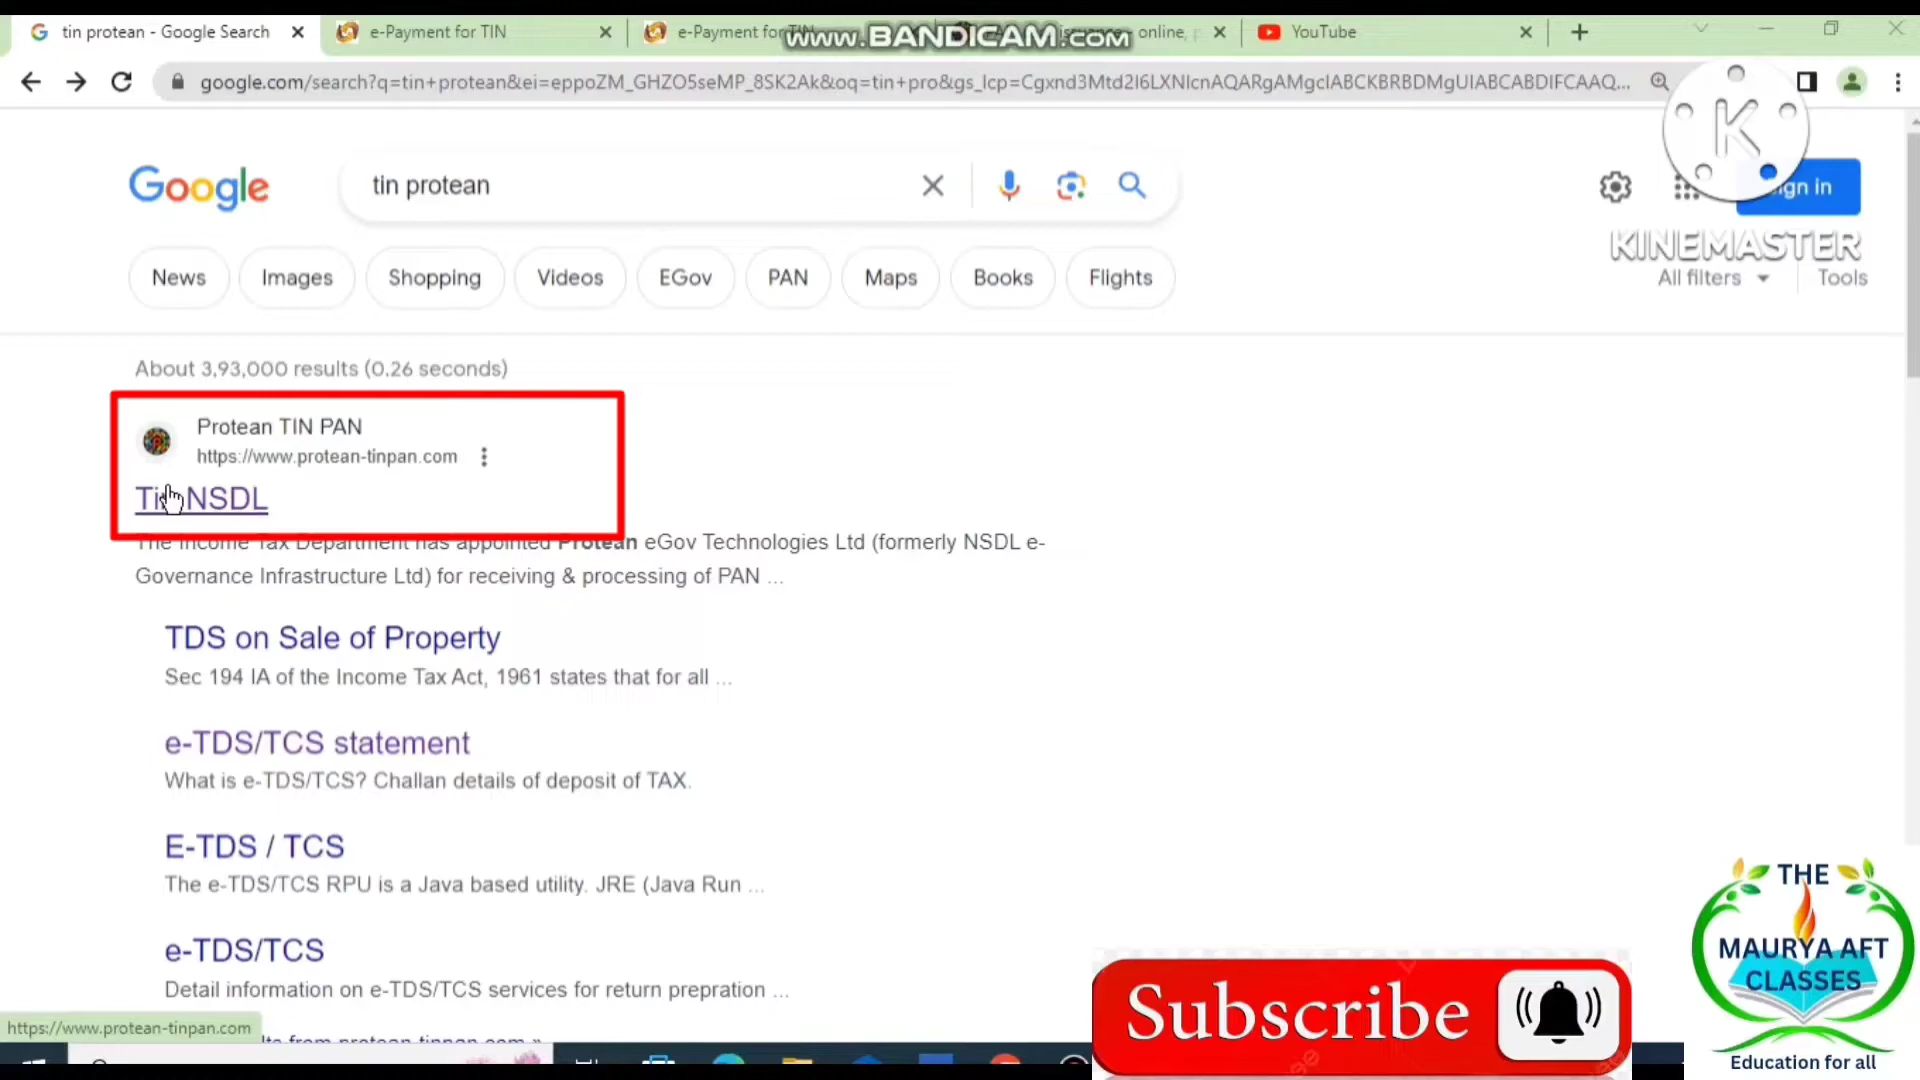 tin protean - Google Search
e-Payment for TIN
e-Payment for TIN
online,
YouTube
www.BANDICAM.com
google.com/search?q=tin+protean&ei=eppoZM_GHZO5seMP_8SK2Ak&oq=tin+pro&gs_lcp=Cgxnd3Mtd2l6LXNlcnAQARgAMgcIABCKBRBDMgUIABCABDIFCAAQ...
K
Google
tin protean
Sign in
KINEMASTER
News
Images
Shopping
Videos
EGov
PAN
Maps
Books
Flights
All filters
Tools
About 3,93,000 results (0.26 seconds)
Protean TIN PAN
https://www.protean-tinpan.com
Tin NSDL
The Income Tax Department has appointed Protean eGov Technologies Ltd (formerly NSDL e-
Governance Infrastructure Ltd) for receiving & processing of PAN ...
TDS on Sale of Property
Sec 194 IA of the Income Tax Act, 1961 states that for all ...
e-TDS/TCS statement
What is e-TDS/TCS? Challan details of deposit of TAX.
E-TDS / TCS
The e-TDS/TCS RPU is a Java based utility. JRE (Java Run ...
e-TDS/TCS
Detail information on e-TDS/TCS services for return prepration ...
https://www.protean-tinpan.com
from protean-tinpan.com »
Subscribe
THE
MAURYA AFT
CLASSES
Education for all